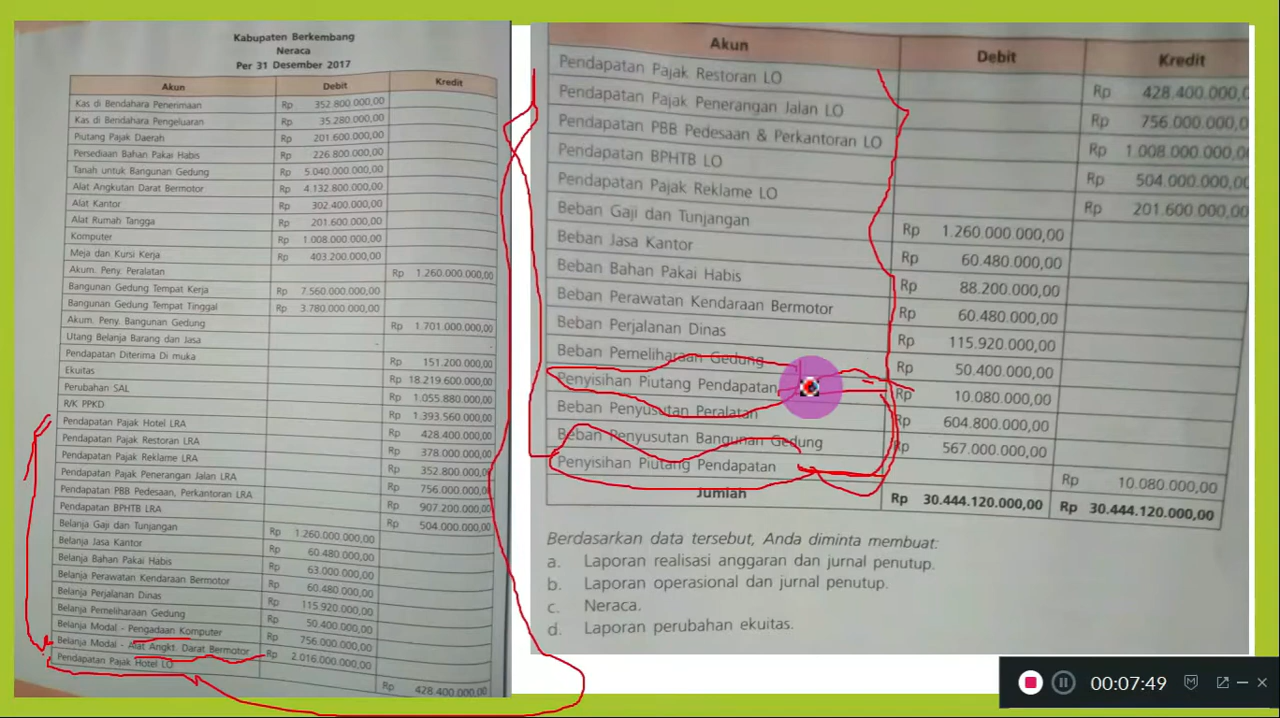 Kabupaten Berkembang
Neraca
Per 31 Desember 2017
Akun Debit Kredit
Kas di Bendahara Penerimaan Rp 352.800.000,00
Kas di Bendahara Pengeluaran Rp 35.280.000,00
Piutang Pajak Daerah Rp 201.600.000,00
Persediaan Bahan Pakai Habis Rp 226.800.000,00
Tanah untuk Bangunan Gedung Rp 5.040.000.000,00
Alat Angkutan Darat Bermotor Rp 4.132.800.000,00
Alat Kantor Rp 302.400.000,00
Alat Rumah Tangga Rp 201.600.000,00
Komputer Rp 1.008.000.000,00
Meja dan Kursi Kerja Rp 403.200.000,00
Akum. Peny. Peralatan Rp 1.260.000.000,00
Bangunan Gedung Tempat Kerja Rp 7.560.000.000,00
Bangunan Gedung Tempat Tinggal Rp 3.780.000.000,00
Akum. Peny. Bangunan Gedung Rp 1.701.000.000,00
Utang Belanja Barang dan Jasa - -
Pendapatan Diterima Di muka Rp 151.200.000,00
Ekuitas Rp 18.219.600.000,00
Perubahan SAL Rp 1.055.880.000,00
R/K PPKD Rp 1.393.560.000,00
Pendapatan Pajak Hotel LRA Rp 428.400.000,00
Pendapatan Pajak Restoran LRA Rp 378.000.000,00
Pendapatan Pajak Reklame LRA Rp 352.800.000,00
Pendapatan Pajak Penerangan Jalan LRA Rp 756.000.000,00
Pendapatan PBB Pedesaan, Perkantoran LRA Rp 907.200.000,00
Pendapatan BPHTB LRA Rp 504.000.000,00
Belanja Gaji dan Tunjangan Rp 1.260.000.000,00
Belanja Jasa Kantor Rp 60.480.000,00
Belanja Bahan Pakai Habis Rp 63.000.000,00
Belanja Perawatan Kendaraan Bermotor Rp 60.480.000,00
Belanja Perjalanan Dinas Rp 115.920.000,00
Belanja Pemeliharaan Gedung Rp 50.400.000,00
Belanja Modal - Pengadaan Komputer Rp 756.000.000,00
Belanja Modal - Alat Angkt. Darat Bermotor Rp 2.016.000.000,00
Pendapatan Pajak Hotel LO Rp 428.400.000,00
Akun Debit Kredit
Pendapatan Pajak Restoran LO Rp 428.400.000,0
Pendapatan Pajak Penerangan Jalan LO Rp 756.000.000,0
Pendapatan PBB Pedesaan & Perkantoran LO Rp 1.008.000.000,0
Pendapatan BPHTB LO Rp 504.000.000,0
Pendapatan Pajak Reklame LO Rp 201.600.000,0
Beban Gaji dan Tunjangan Rp 1.260.000.000,00
Beban Jasa Kantor Rp 60.480.000,00
Beban Bahan Pakai Habis Rp 88.200.000,00
Beban Perawatan Kendaraan Bermotor Rp 60.480.000,00
Beban Perjalanan Dinas Rp 115.920.000,00
Beban Pemeliharaan Gedung Rp 50.400.000,00
Penyisihan Piutang Pendapatan Rp 10.080.000,00
Beban Penyusutan Peralatan Rp 604.800.000,00
Beban Penyusutan Bangunan Gedung Rp 567.000.000,00
Penyisihan Piutang Pendapatan Rp 10.080.000,00
Jumlah Rp 30.444.120.000,00 Rp 30.444.120.000,00
Berdasarkan data tersebut, Anda diminta membuat:
a. Laporan realisasi anggaran dan jurnal penutup.
b. Laporan operasional dan jurnal penutup.
c. Neraca.
d. Laporan perubahan ekuitas.
00:07:49